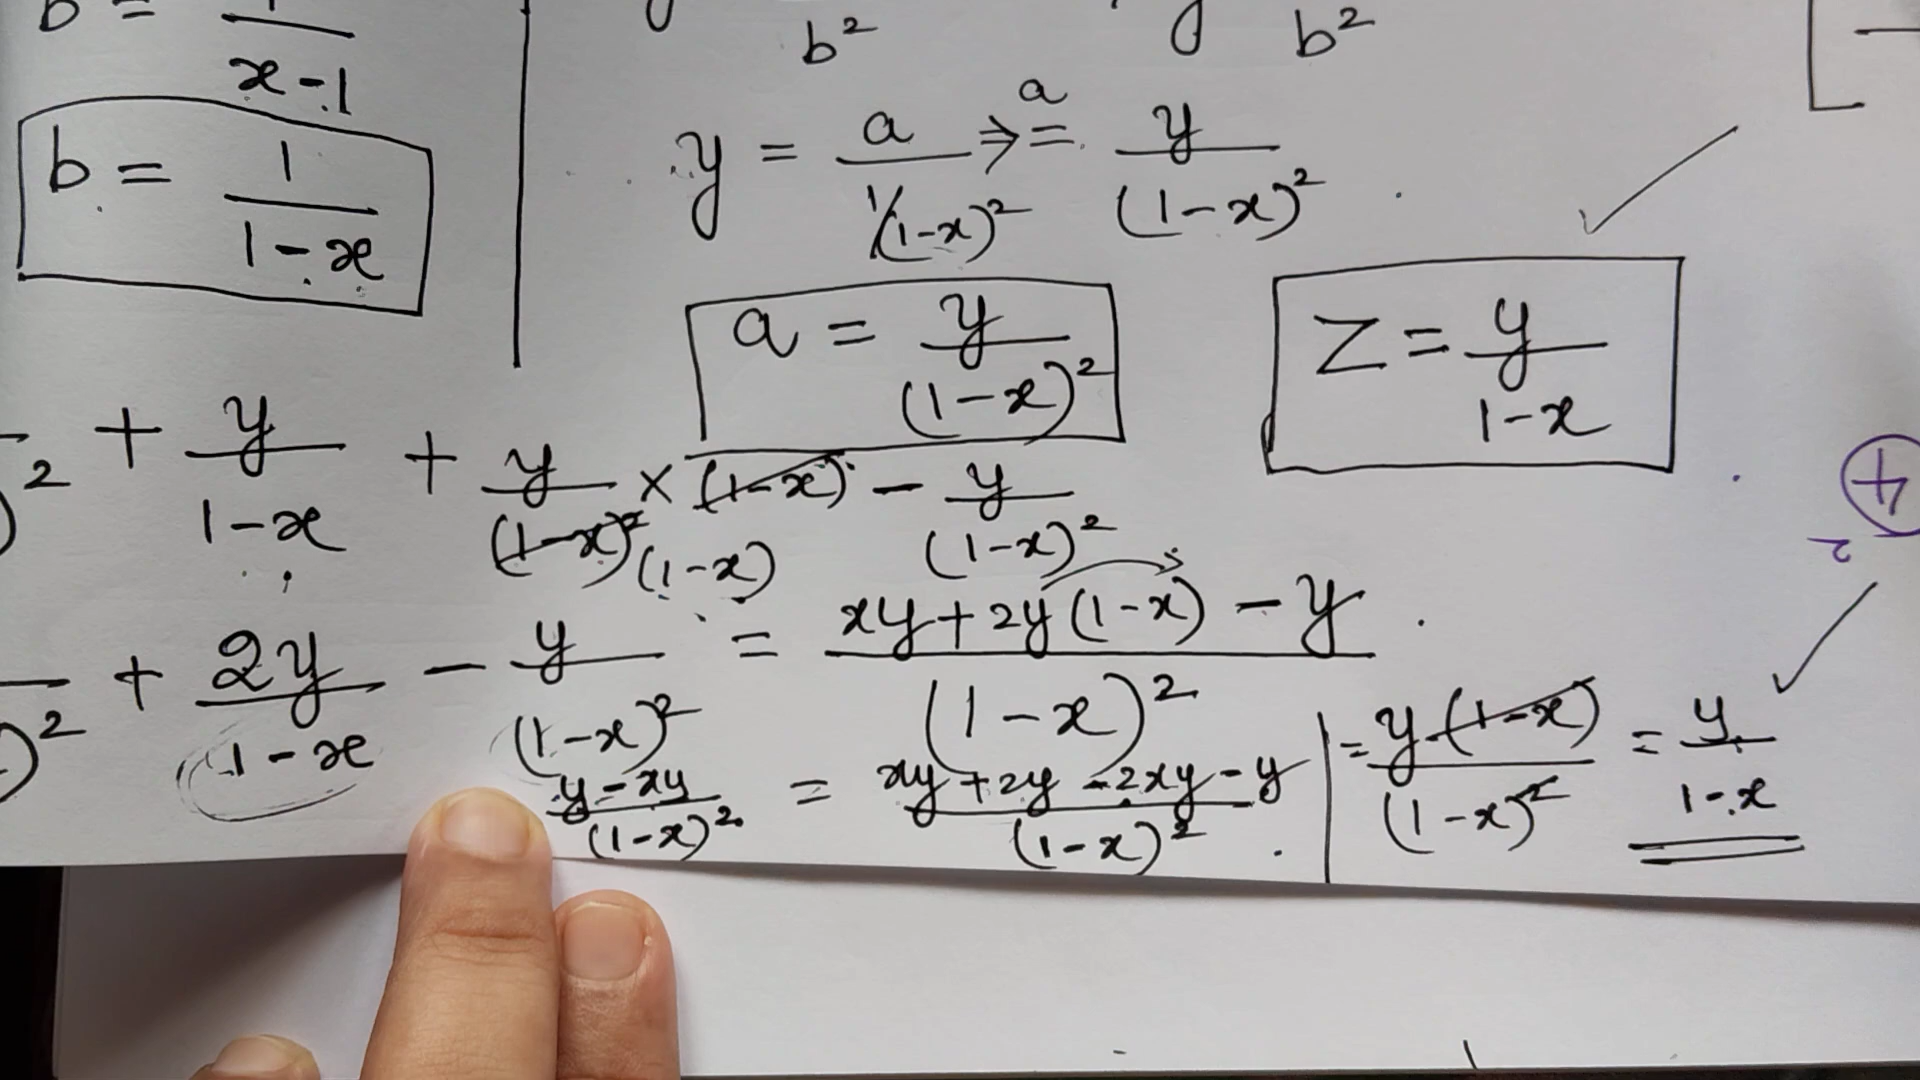 x - 1
b²
b²
b = 1/(1-x)
y = a/(1/(1-x)²) ⇒ a = y/(1-x)²
a = y/(1-x)²
z = y/(1-x)
+ y/(1-x) + y/(1-x)² × (1-x) - y/(1-x)²
(1-x)
4
+ 2y/(1-x) - y/(1-x)² = (xy + 2y(1-x) - y)/(1-x)²
(y - xy)/(1-x)² = (xy + 2y - 2xy - y)/(1-x)²
= y(1-x)/(1-x)² = y/(1-x)